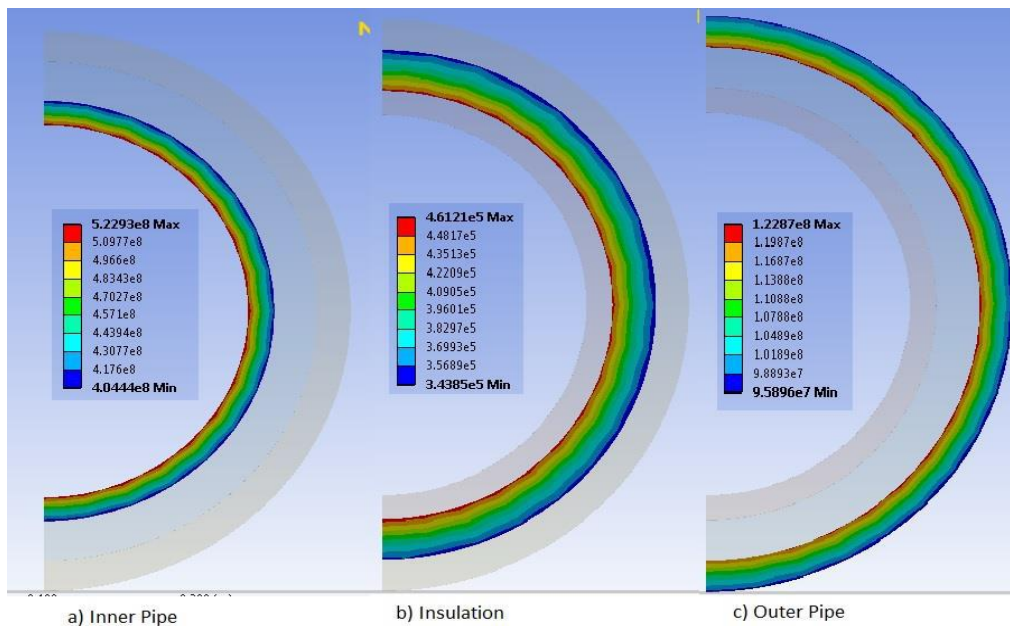 5.2293e8 Max
5.0977e8
4.966e8
4.8343e8
4.7027e8
4.571e8
4.4394e8
4.3077e8
4.176e8
4.0444e8 Min
4.6121e5 Max
4.4817e5
4.3513e5
4.2209e5
4.0905e5
3.9601e5
3.8297e5
3.6993e5
3.5689e5
3.4385e5 Min
1.2287e8 Max
1.1987e8
1.1687e8
1.1388e8
1.1088e8
1.0788e8
1.0489e8
1.0189e8
9.8893e7
9.5896e7 Min
a) Inner Pipe
b) Insulation
c) Outer Pipe